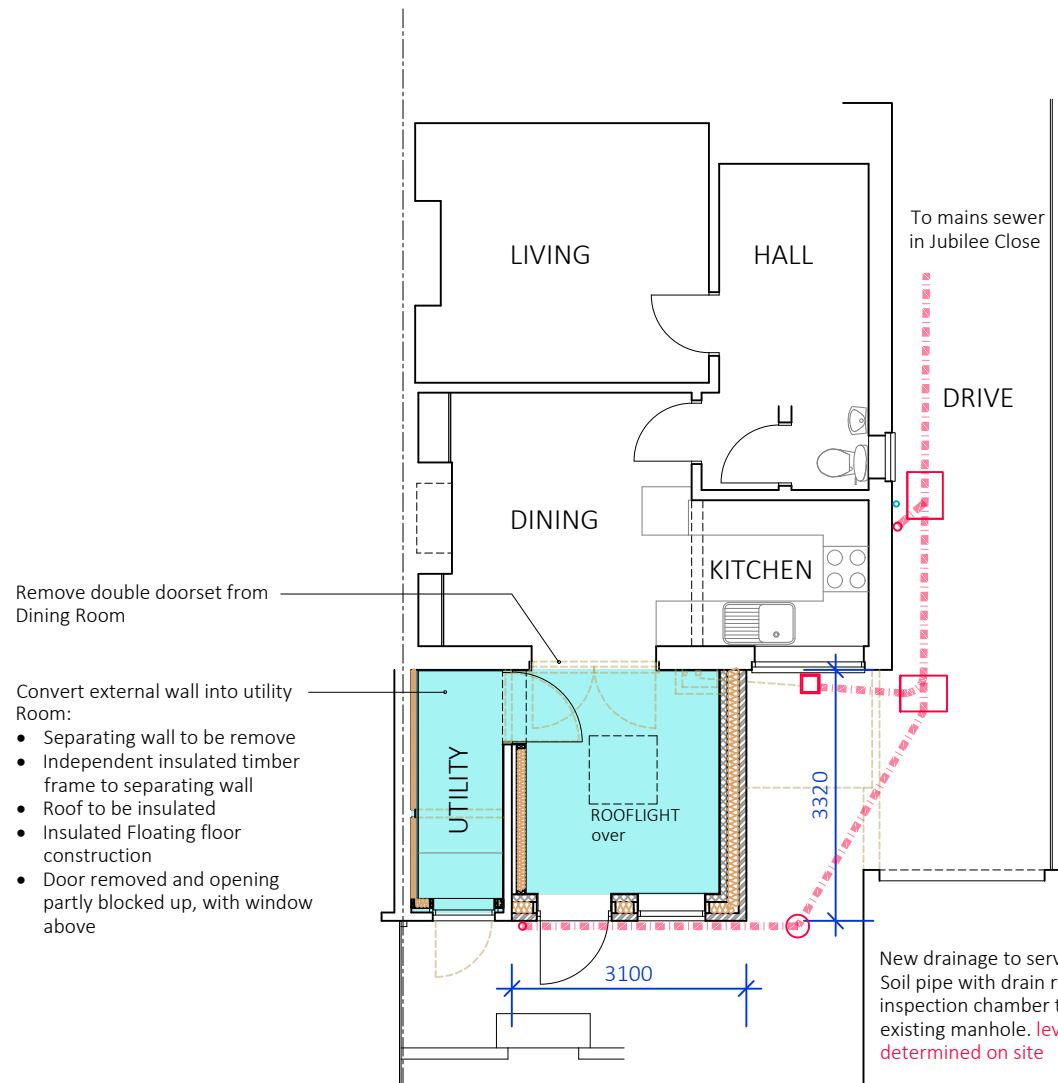 To mains sewer
in Jubilee Close
LIVING
HALL
DRIVE
DINING
KITCHEN
Remove double doorset from
Dining Room
Convert external wall into utility
Room:
• Separating wall to be remove
• Independent insulated timber
frame to separating wall
• Roof to be insulated
• Insulated Floating floor
construction
• Door removed and opening
partly blocked up, with window
above
UTILITY
ROOFLIGHT
over
3320
3100
New drainage to serv
Soil pipe with drain r
inspection chamber t
existing manhole. lev
determined on site